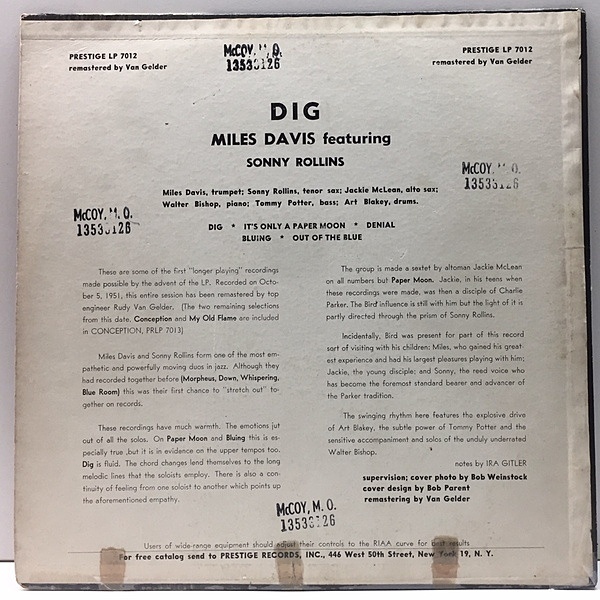 PRESTIGE LP 7012
remastered by Van Gelder
McCOY, M. O.
13533126
PRESTIGE LP 7012
remastered by Van Gelder
DIG
MILES DAVIS featuring
SONNY ROLLINS
McCOY, M. O.
13533126
Miles Davis, trumpet; Sonny Rollins, tenor sax; Jackie McLean, alto sax;
Walter Bishop, piano; Tommy Potter, bass; Art Blakey, drums.
McCOY, M. O.
13533126
DIG * IT'S ONLY A PAPER MOON * DENIAL
BLUING * OUT OF THE BLUE
These are some of the first "longer playing" recordings
made possible by the advent of the LP. Recorded on Octo-
ber 5, 1951, this entire session has been remastered by top
engineer Rudy Van Gelder. (The two remaining selections
from this date, Conception and My Old Flame are included
in CONCEPTION, PRLP 7013)
Miles Davis and Sonny Rollins form one of the most em-
pathetic and powerfully moving duos in jazz. Although they
had recorded together before (Morpheus, Down, Whispering,
Blue Room) this was their first chance to "stretch out" to-
gether on records.
These recordings have much warmth. The emotions jut
out of all the solos. On Paper Moon and Bluing this is es-
pecially true ,but it is in evidence on the upper tempos too.
Dig is fluid. The chord changes lend themselves to the long
melodic lines that the soloists employ. There is also a con-
tinuity of feeling from one soloist to another which points up
the aforementioned empathy.
The group is made a sextet by altoman Jackie McLean
on all numbers but Paper Moon. Jackie, in his teens when
these recordings were made, was then a disciple of Charlie
Parker. The Bird influence is still with him but the light of it is
partly directed through the prism of Sonny Rollins.
Incidentally, Bird was present for part of this record
sort of visiting with his children: Miles, who gained his great-
est experience and had his largest pleasures playing with him;
Jackie, the young disciple; and Sonny, the reed voice who
has become the foremost standard bearer and advancer of
the Parker tradition.
The swinging rhythm here features the explosive drive
of Art Blakey, the subtle power of Tommy Potter and the
sensitive accompaniment and solos of the unduly underrated
Walter Bishop.
notes by IRA GITLER
supervision; cover photo by Bob Weinstock
cover design by Bob Parent
remastering by Van Gelder
McCOY, M. O.
13533126
Users of wide-range equipment should adjust their controls to the RIAA curve for best results
For free catalog send to PRESTIGE RECORDS, INC., 446 West 50th Street, New York 19, N. Y.